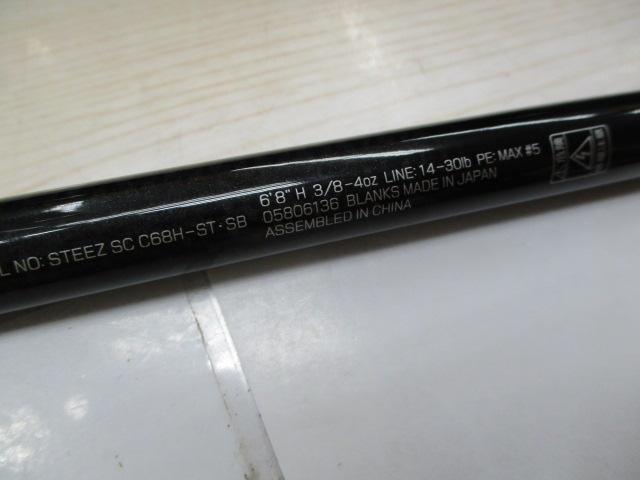 L NO: STEEZ SC C68H-ST·SB
6'8" H 3/8-4oz LINE: 14-30lb PE: MAX #5
05806136 BLANKS MADE IN JAPAN
ASSEMBLED IN CHINA